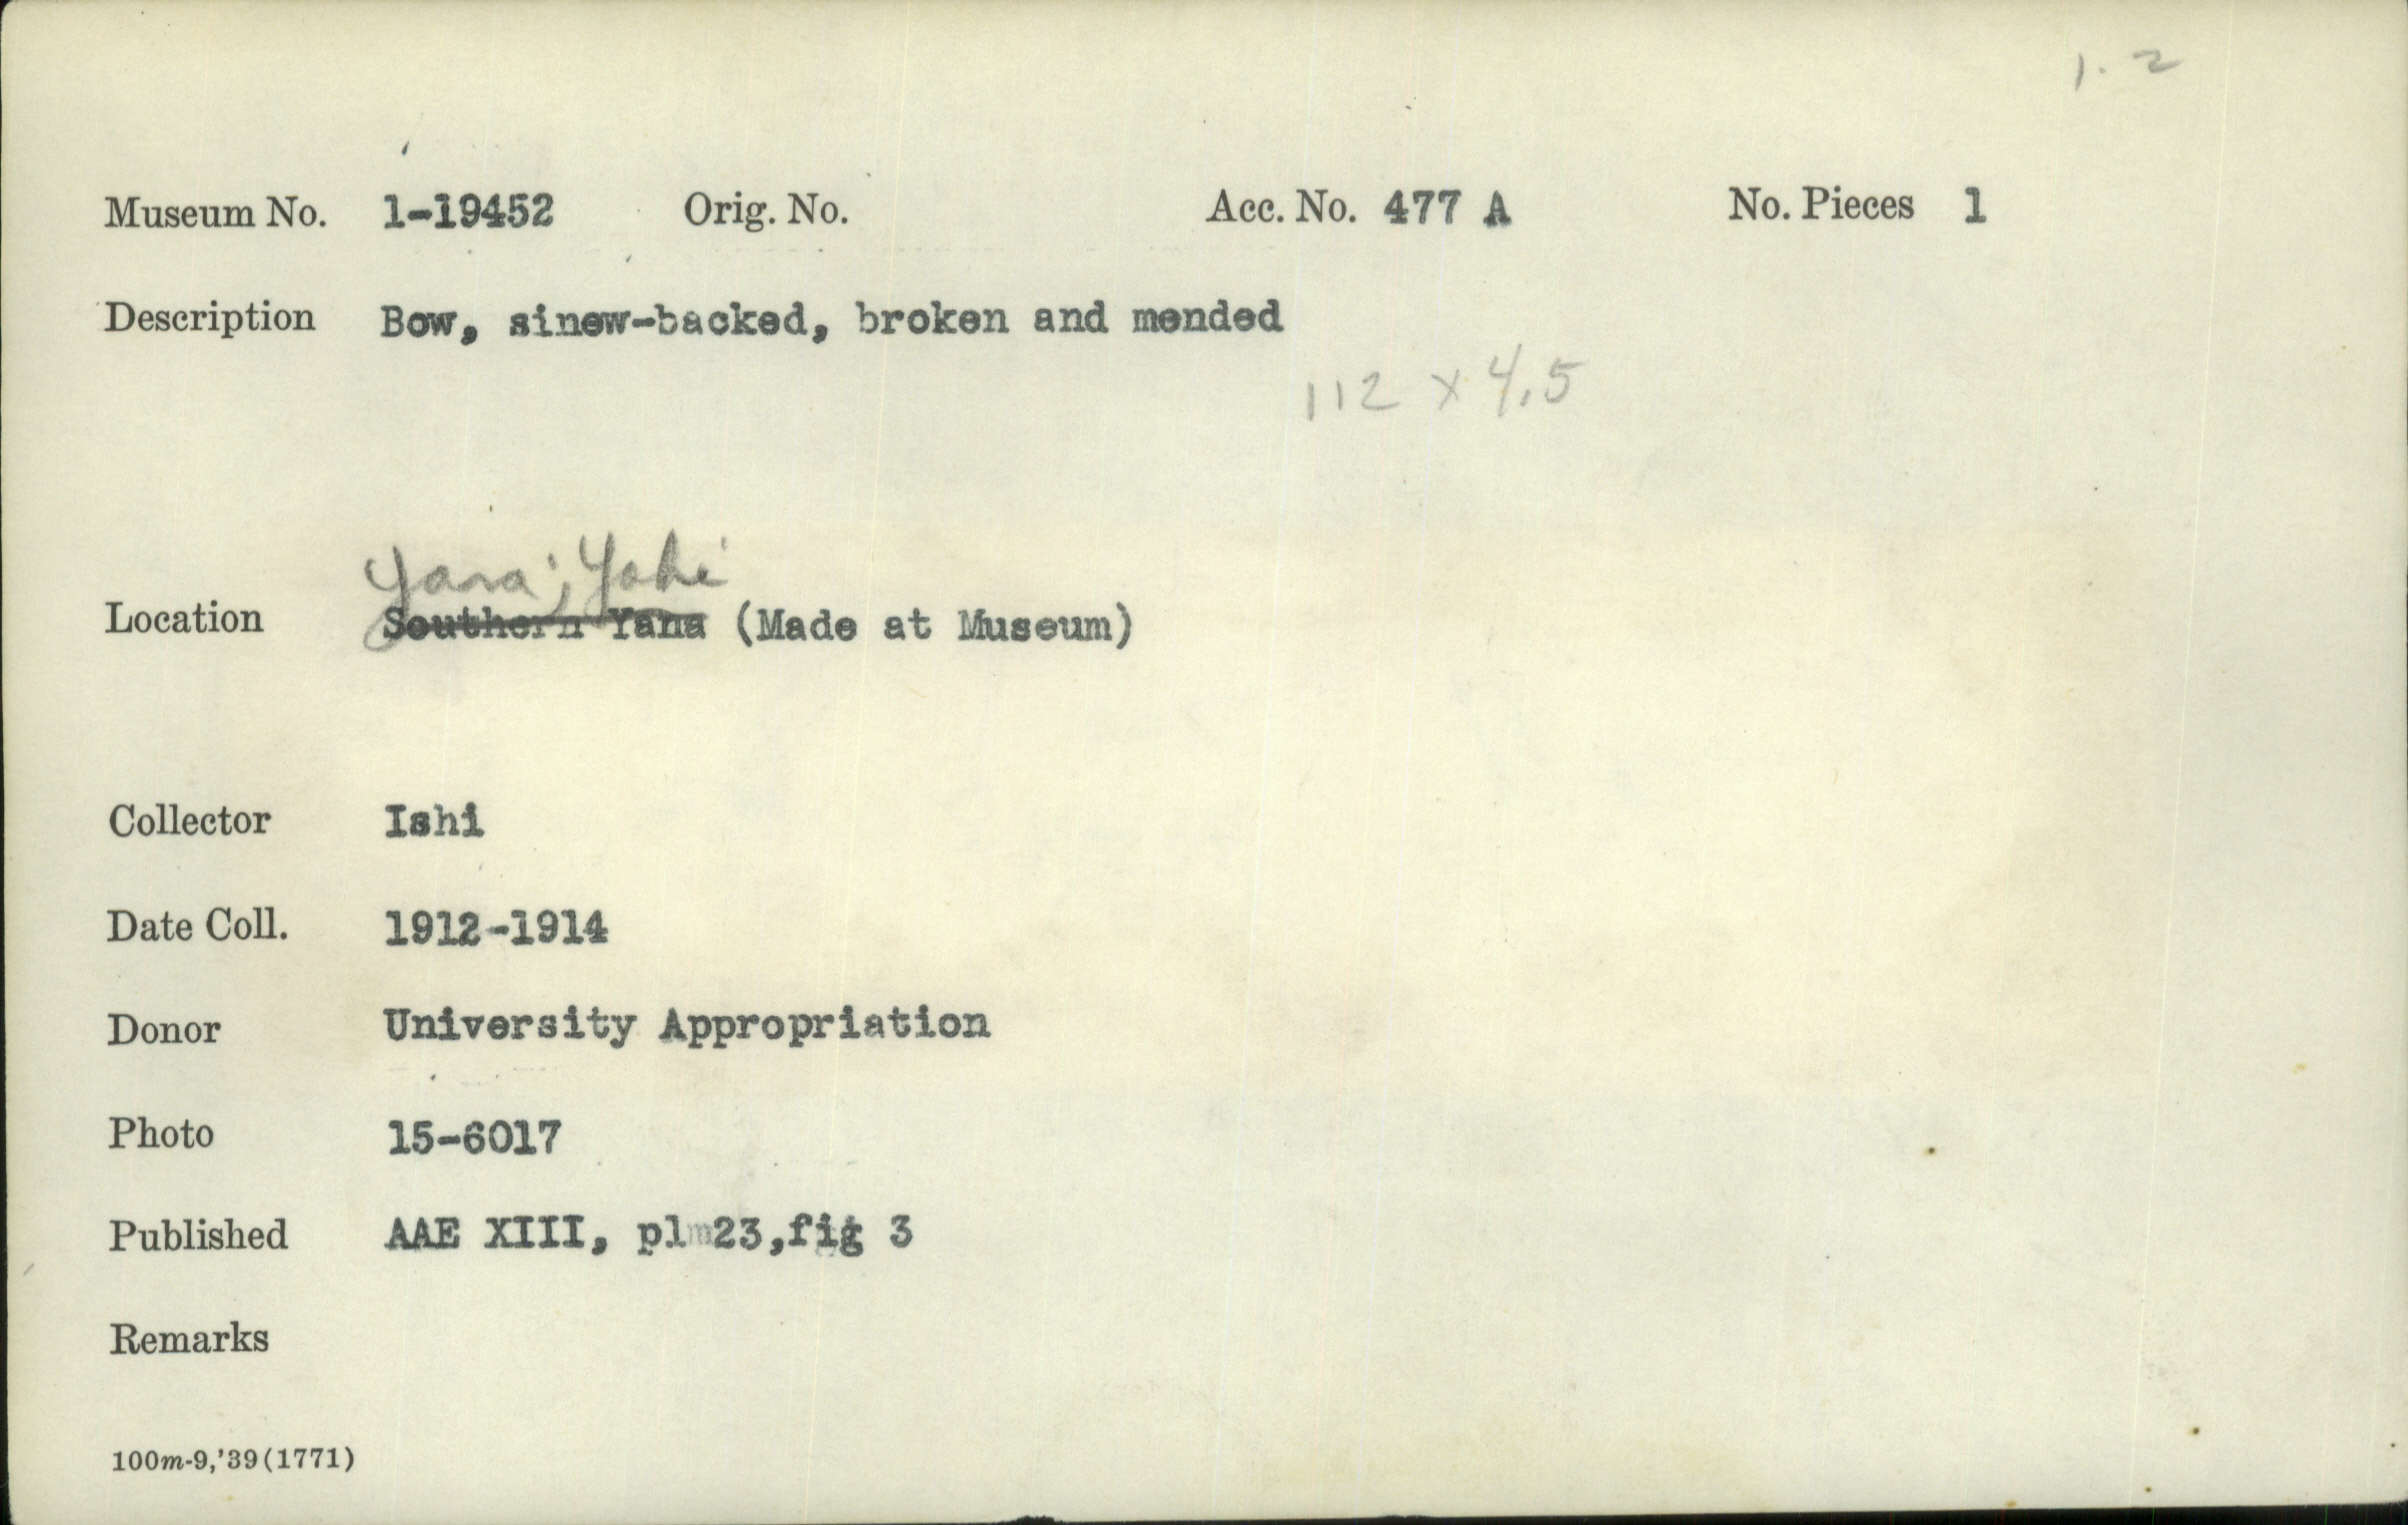 1. 2
Museum No. 1-19452 Orig. No. Acc. No. 477 A No. Pieces 1
Description Bow, sinew-backed, broken and mended
112 x 4.5
Yana; Yahi
Location Southern Yana (Made at Museum)
Collector Ishi
Date Coll. 1912-1914
Donor University Appropriation
Photo 15-6017
Published AAE XIII, pl 23,fig 3
Remarks
100m-9,'39(1771)